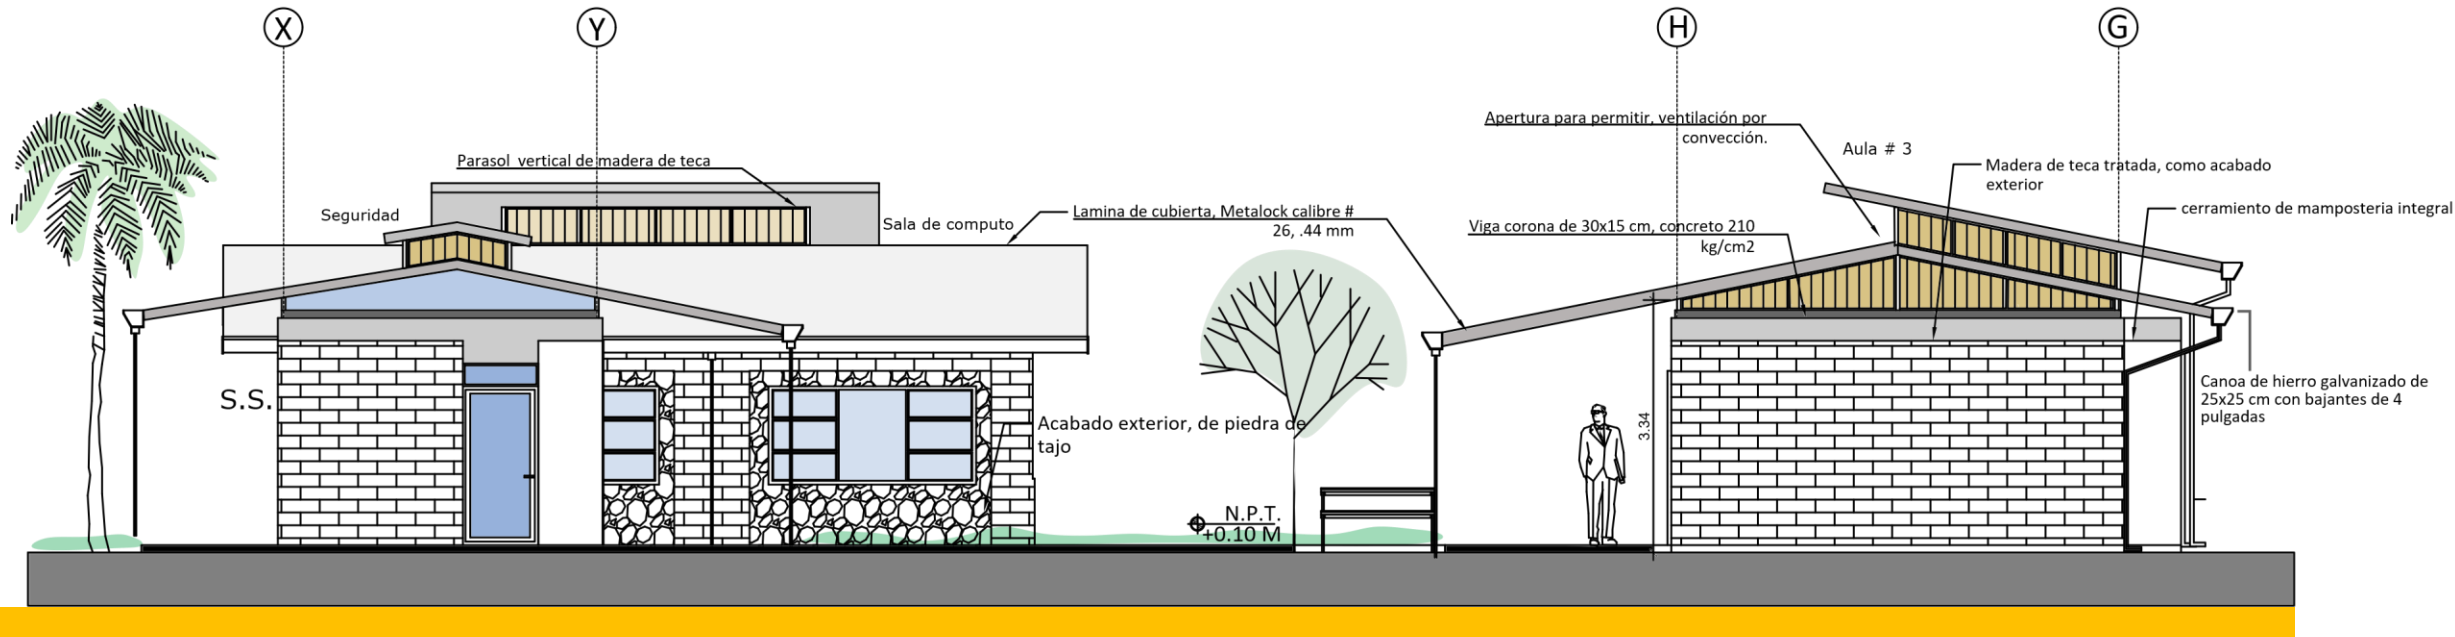 X
Y
H
G
Apertura para permitir, ventilación por
convección.
Aula # 3
Parasol vertical de madera de teca
Madera de teca tratada, como acabado
exterior
Seguridad
Sala de computo
Lamina de cubierta, Metalock calibre #
26, .44 mm
Viga corona de 30x15 cm, concreto 210
kg/cm2
cerramiento de mamposteria integral
S.S.
Acabado exterior, de piedra de
tajo
3.34
Canoa de hierro galvanizado de
25x25 cm con bajantes de 4
pulgadas
N.P.T.
+0.10 M